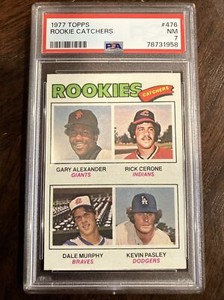 1977 TOPPS #476
ROOKIE CATCHERS NM
7
PSA 78731958
ROOKIES
CATCHERS
GARY ALEXANDER RICK CERONE
GIANTS INDIANS
DALE MURPHY KEVIN PASLEY
BRAVES DODGERS